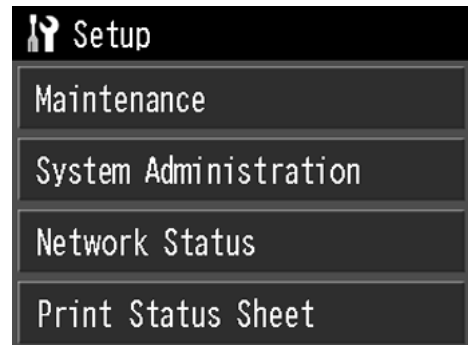 Setup
Maintenance
System Administration
Network Status
Print Status Sheet